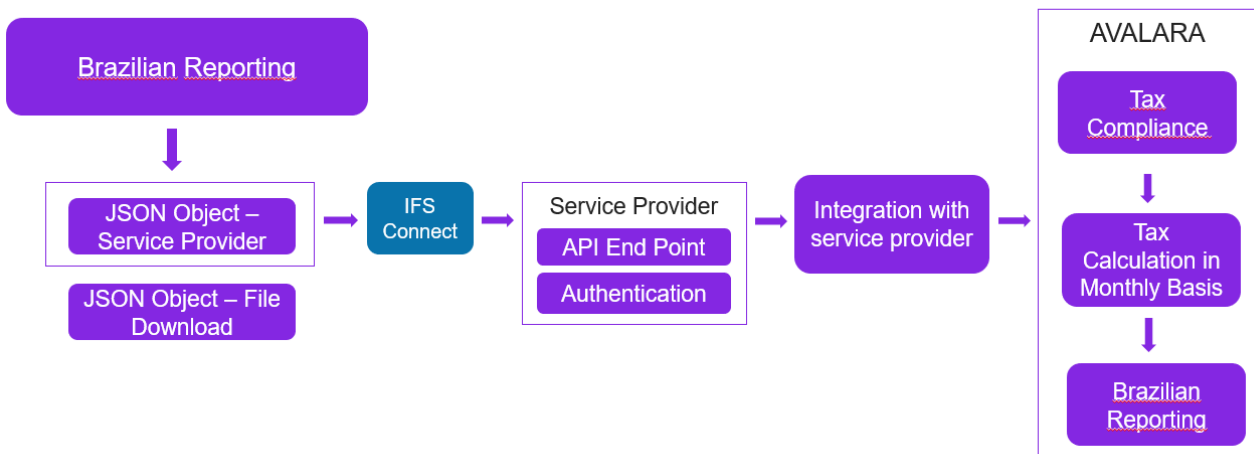 Brazilian Reporting
JSON Object –
Service Provider
JSON Object – File
Download
IFS
Connect
Service Provider
API End Point
Authentication
Integration with
service provider
AVALARA
Tax
Compliance
Tax
Calculation in
Monthly Basis
Brazilian
Reporting